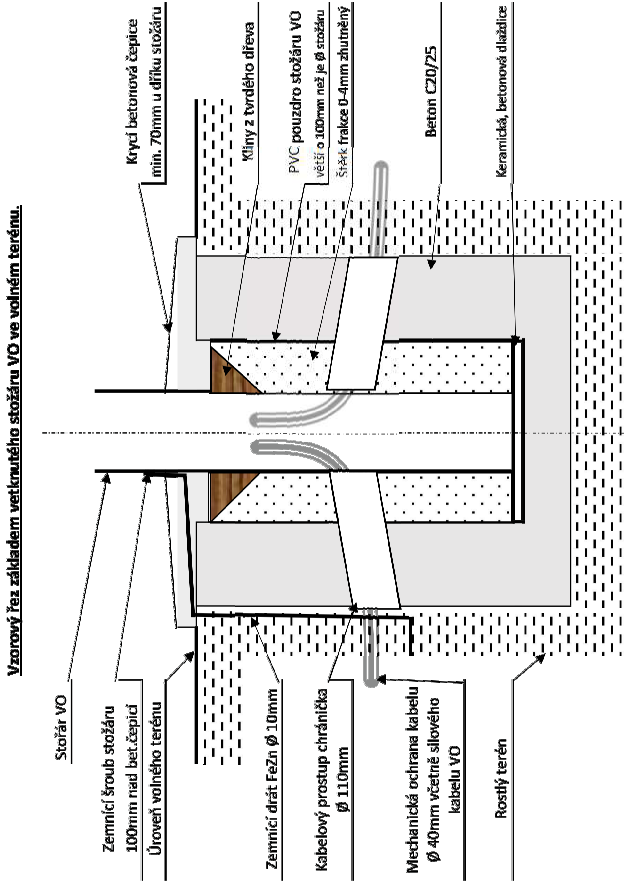 Vzorový řez základem vetknutého stožáru VO ve volném terénu.
Stořár VO
Zemnící šroub stožáru
100mm nad bet.čepicí
Úroveň volného terénu
Zemnící drát FeZn Ø 10mm
Kabelový prostup chránička
Ø 110mm
Mechanická ochrana kabelu
Ø 40mm včetně silového
kabelu VO
Rostlý terén
Krycí betonová čepice
min. 70mm u dříku stožáru
Klíny z tvrdého dřeva
PVC pouzdro stožáru VO
větší o 100mm než je Ø stožáru
Štěrk frakce 0-4mm zhutněný
Beton C20/25
Keramická, betonová dlaždice